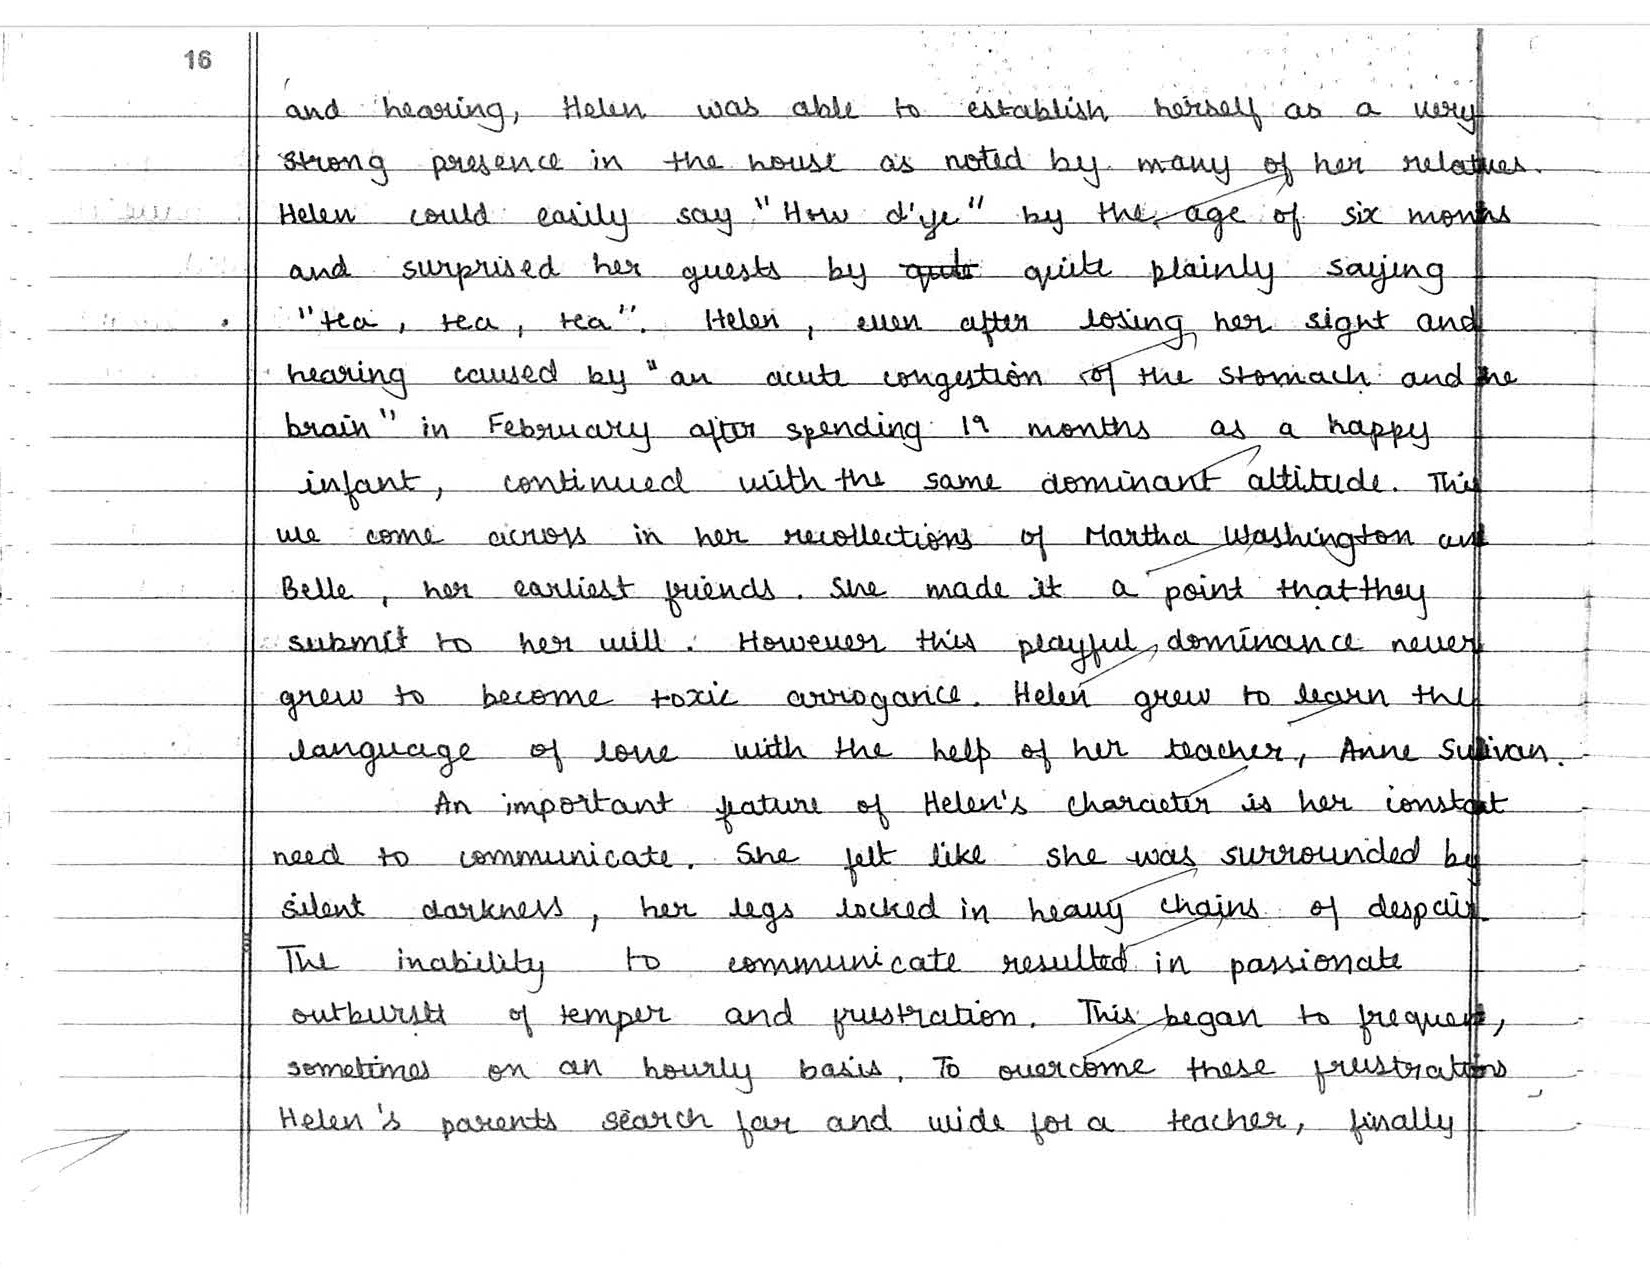 16
and hearing, Helen was able to establish herself as a very
strong presence in the house as noted by many of her relatives.
Helen could easily say "How d'ye" by the age of six months
and surprised her guests by quite quite plainly saying
"tea, tea, tea". Helen, even after losing her sight and
hearing caused by "an acute congestion of the stomach and the
brain" in February after spending 19 months as a happy
infant, continued with the same dominant altitude. This
we come across in her recollections of Martha Washington and
Belle, her earliest friends. She made it a point that they
submit to her will. However this playful dominance never
grew to become toxic arrogance. Helen grew to learn the
language of love with the help of her teacher, Anne Sullivan.
An important fature of Helen's character is her constant
need to communicate. She felt like she was surrounded by
silent darkness, her legs locked in heavy chains of despair.
The inability to communicate resulted in passionate
outburstt of temper and frustration. This began to frequent,
sometimes on an hourly basis. To overcome these frustrations
Helen's parents search far and wide for a teacher, finally